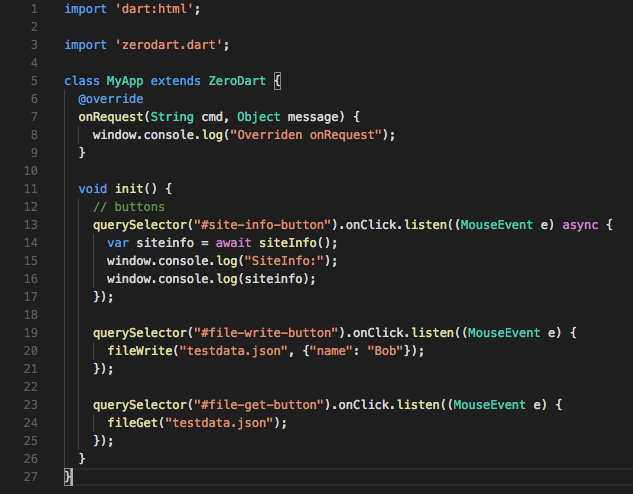 1 import 'dart:html';
2
3 import 'zerodart.dart';
4
5 class MyApp extends ZeroDart {
6 @override
7 onRequest(String cmd, Object message) {
8 window.console.log("Overriden onRequest");
9 }
10
11 void init() {
12 // buttons
13 querySelector("#site-info-button").onClick.listen((MouseEvent e) async {
14 var siteinfo = await siteInfo();
15 window.console.log("SiteInfo:");
16 window.console.log(siteinfo);
17 });
18
19 querySelector("#file-write-button").onClick.listen((MouseEvent e) {
20 fileWrite("testdata.json", {"name": "Bob"});
21 });
22
23 querySelector("#file-get-button").onClick.listen((MouseEvent e) {
24 fileGet("testdata.json");
25 });
26 }
27 }